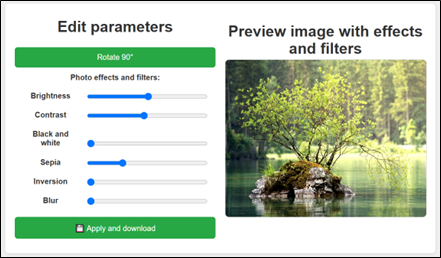 Edit parameters
Rotate 90°
Photo effects and filters:
Brightness
Contrast
Black and
white
Sepia
Inversion
Blur
Apply and download
Preview image with effects
and filters